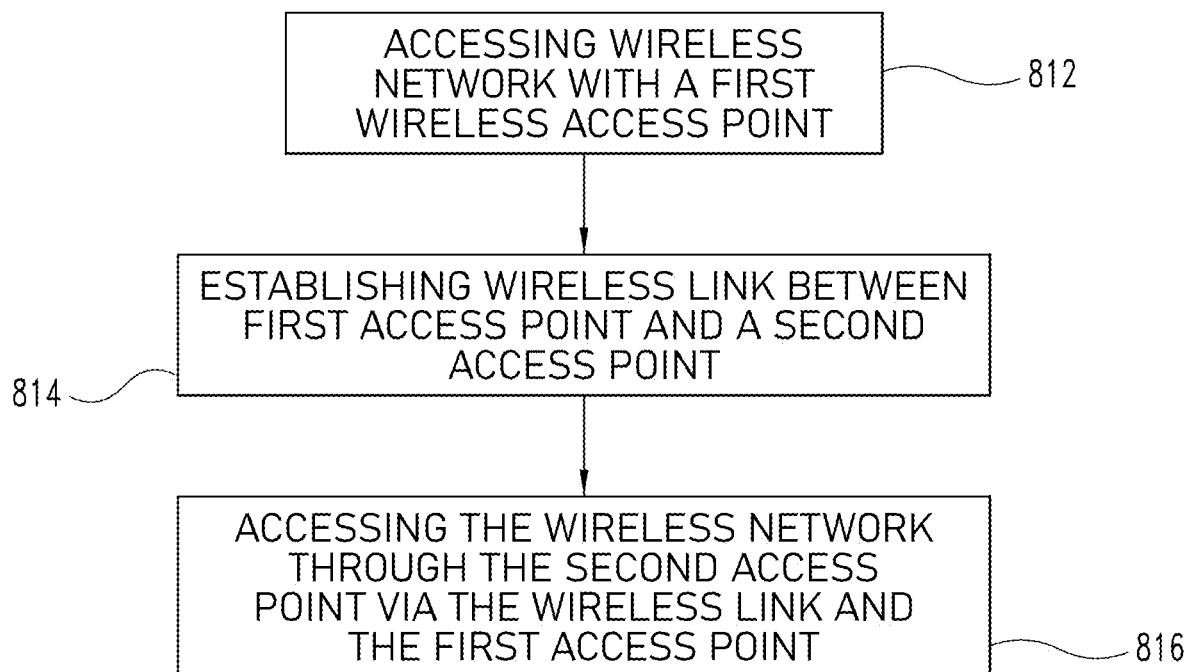 ACCESSING WIRELESS
NETWORK WITH A FIRST
WIRELESS ACCESS POINT
812
ESTABLISHING WIRELESS LINK BETWEEN
FIRST ACCESS POINT AND A SECOND
ACCESS POINT
814
ACCESSING THE WIRELESS NETWORK
THROUGH THE SECOND ACCESS
POINT VIA THE WIRELESS LINK AND
THE FIRST ACCESS POINT
816